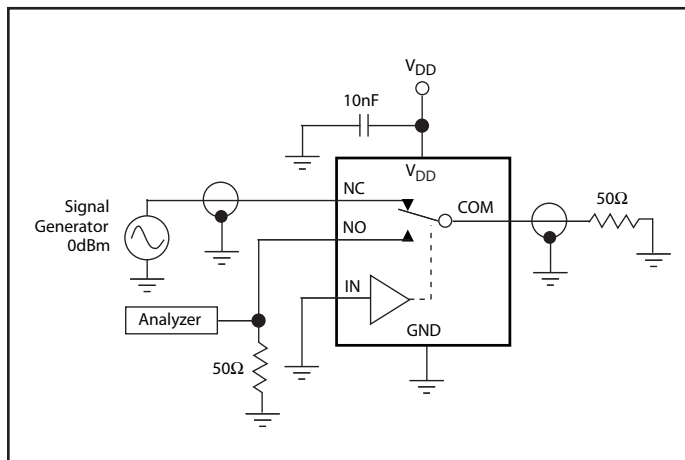 V_DD
10nF
V_DD
NC
COM
50Ω
Signal
Generator
0dBm
NO
IN
Analyzer
GND
50Ω